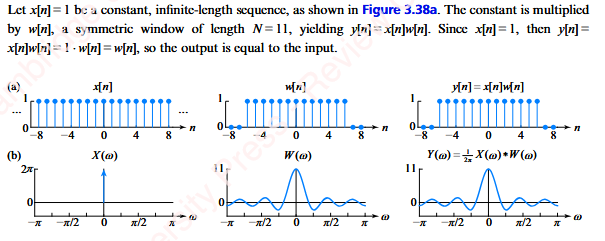 Let x[n] = 1 be a constant, infinite-length sequence, as shown in Figure 3.38a. The constant is multiplied
by w[n], a symmetric window of length N = 11, yielding y[n] = x[n]w[n]. Since x[n] = 1, then y[n] =
x[n]w[n] = 1 · w[n] = w[n], so the output is equal to the input.
(a) x[n] w[n] y[n] = x[n]w[n]
1 1 1
... ...
0 0 0
−8 −4 0 4 8 n −8 −4 0 4 8 n −8 −4 0 4 8 n
(b) X(ω) W(ω) Y(ω) = 1/2π X(ω)*W(ω)
2π 11 11
0 0 0
−π −π/2 0 π/2 π ω −π −π/2 0 π/2 π ω −π −π/2 0 π/2 π ω